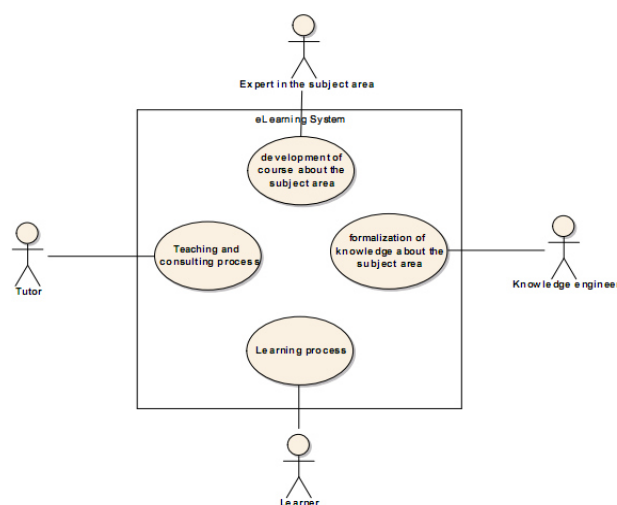 Expert in the subject area
eLearning System
development of
course about the
subject area
Teaching and
consulting process
formalization of
knowledge about the
subject area
Tutor
Knowledge engineer
Learning process
Learner